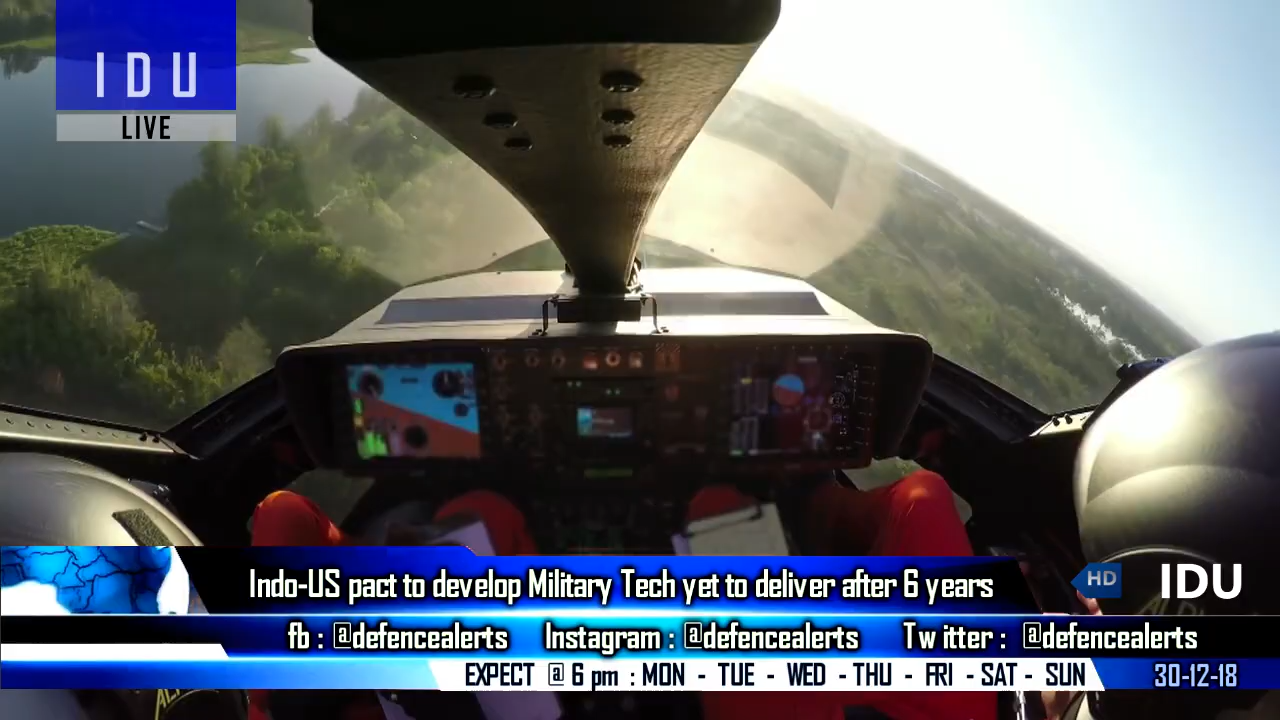 IDU
LIVE
Indo-US pact to develop Military Tech yet to deliver after 6 years
HD IDU
fb : @defencealerts Instagram : @defencealerts Twitter : @defencealerts
EXPECT @ 6 pm : MON - TUE - WED - THU - FRI - SAT - SUN 30-12-18